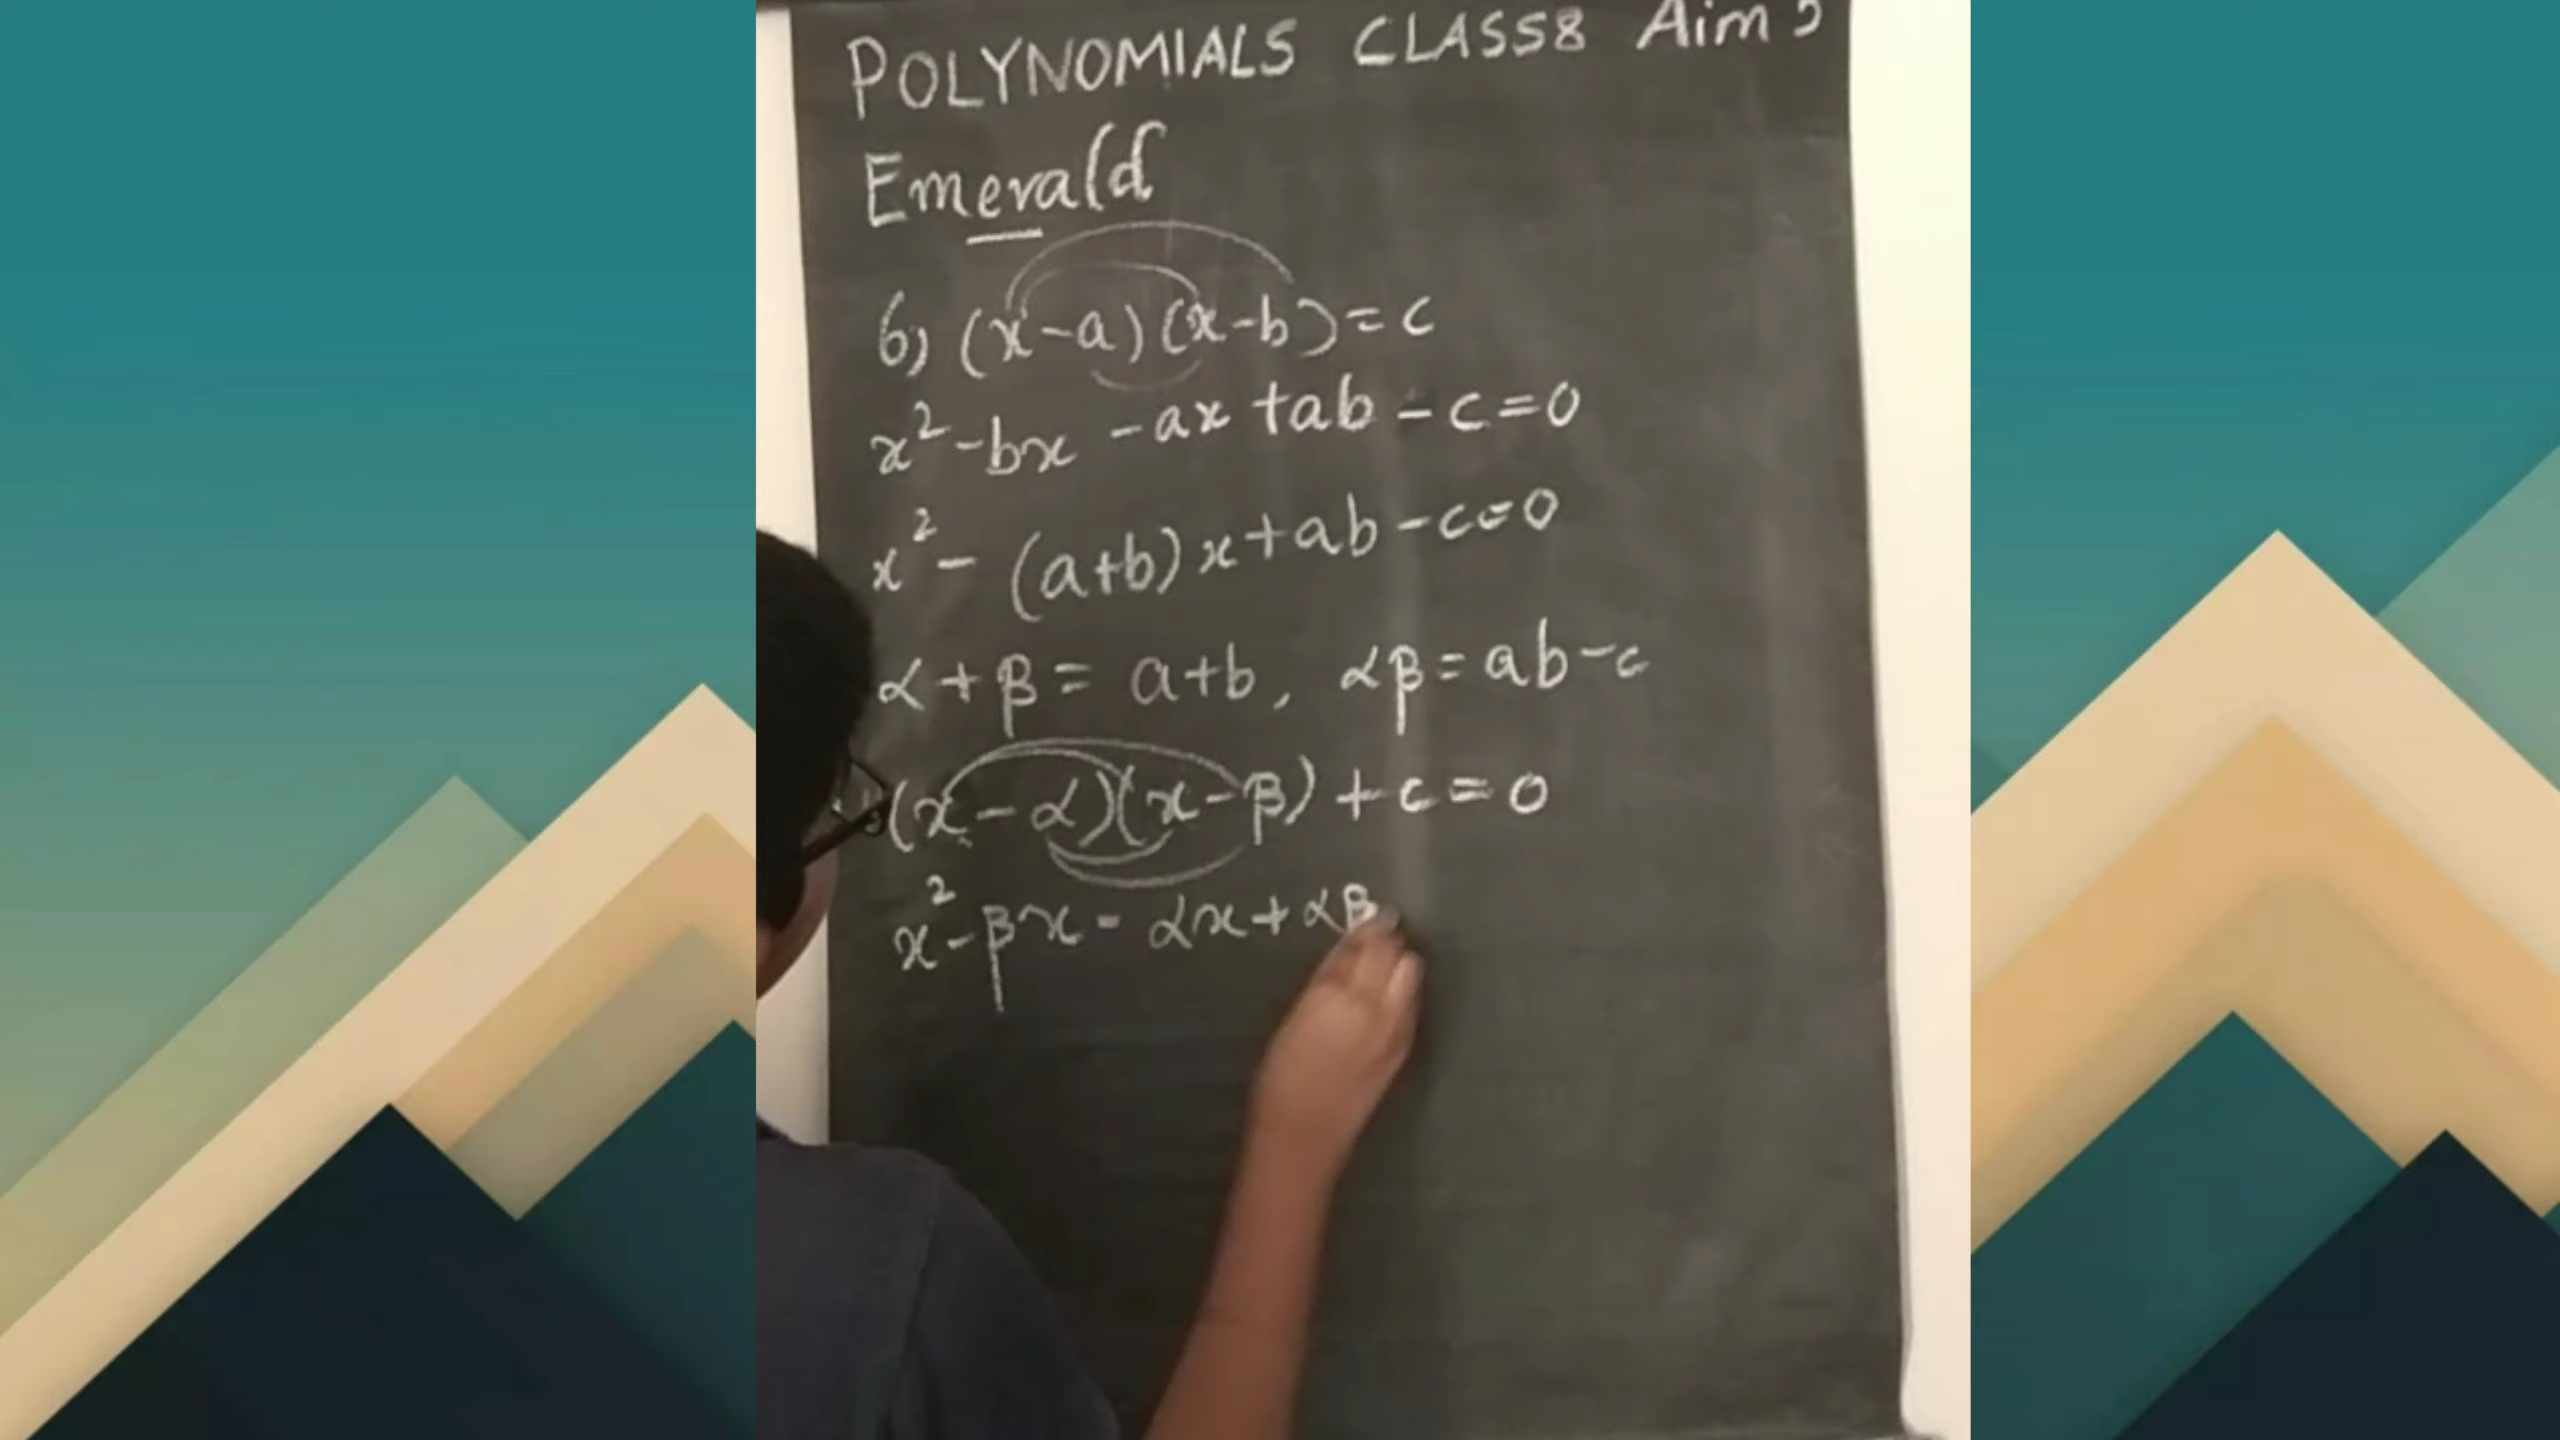 POLYNOMIALS CLASS8 Aim 5
Emerald
6) (x-a)(x-b)=c
x²-bx -ax +ab -c=0
x²- (a+b)x+ab-c=0
α+β= a+b, αβ=ab-c
(x-α)(x-β)+c=0
x²-βx-αx+αβ